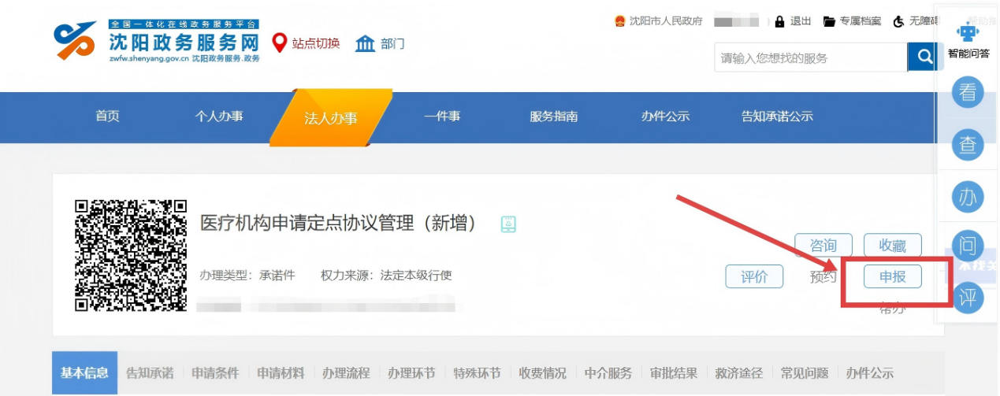 全国一体化在线政务服务平台
沈阳政务服务网
zwfw.shenyang.gov.cn 沈阳政务服务.政务
站点切换
部门
沈阳市人民政府
退出
专属档案
无障碍
请输入您想找的服务
智能问答
首页
个人办事
法人办事
一件事
服务指南
办件公示
告知承诺公示
看
查
办
问
评
医疗机构申请定点协议管理（新增）
办理类型：承诺件
权力来源：法定本级行使
咨询
收藏
评价
预约
申报
帮办
基本信息
告知承诺
申请条件
申请材料
办理流程
办理环节
特殊环节
收费情况
中介服务
审批结果
救济途径
常见问题
办件公示